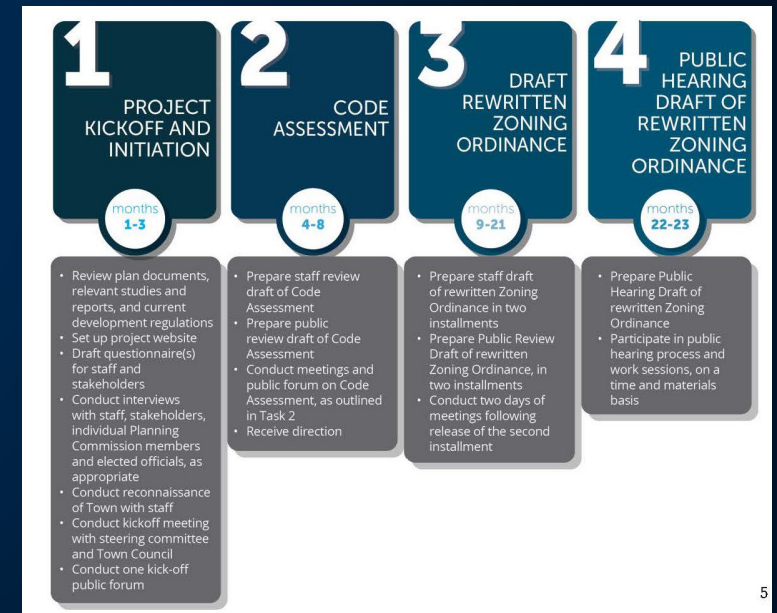 1
PROJECT
KICKOFF AND
INITIATION
months
1-3
• Review plan documents,
relevant studies and
reports, and current
development regulations
• Set up project website
• Draft questionnaire(s)
for staff and
stakeholders
• Conduct interviews
with staff, stakeholders,
individual Planning
Commission members
and elected officials, as
appropriate
• Conduct reconnaissance
of Town with staff
• Conduct kickoff meeting
with steering committee
and Town Council
• Conduct one kick-off
public forum
2
CODE
ASSESSMENT
months
4-8
• Prepare staff review
draft of Code
Assessment
• Prepare public
review draft of Code
Assessment
• Conduct meetings and
public forum on Code
Assessment, as outlined
in Task 2
• Receive direction
3
DRAFT
REWRITTEN
ZONING
ORDINANCE
months
9-21
• Prepare staff draft
of rewritten Zoning
Ordinance in two
installments
• Prepare Public Review
Draft of rewritten
Zoning Ordinance, in
two installments
• Conduct two days of
meetings following
release of the second
installment
4
PUBLIC
HEARING
DRAFT OF
REWRITTEN
ZONING
ORDINANCE
months
22-23
• Prepare Public
Hearing Draft of
rewritten Zoning
Ordinance
• Participate in public
hearing process and
work sessions, on a
time and materials
basis
5